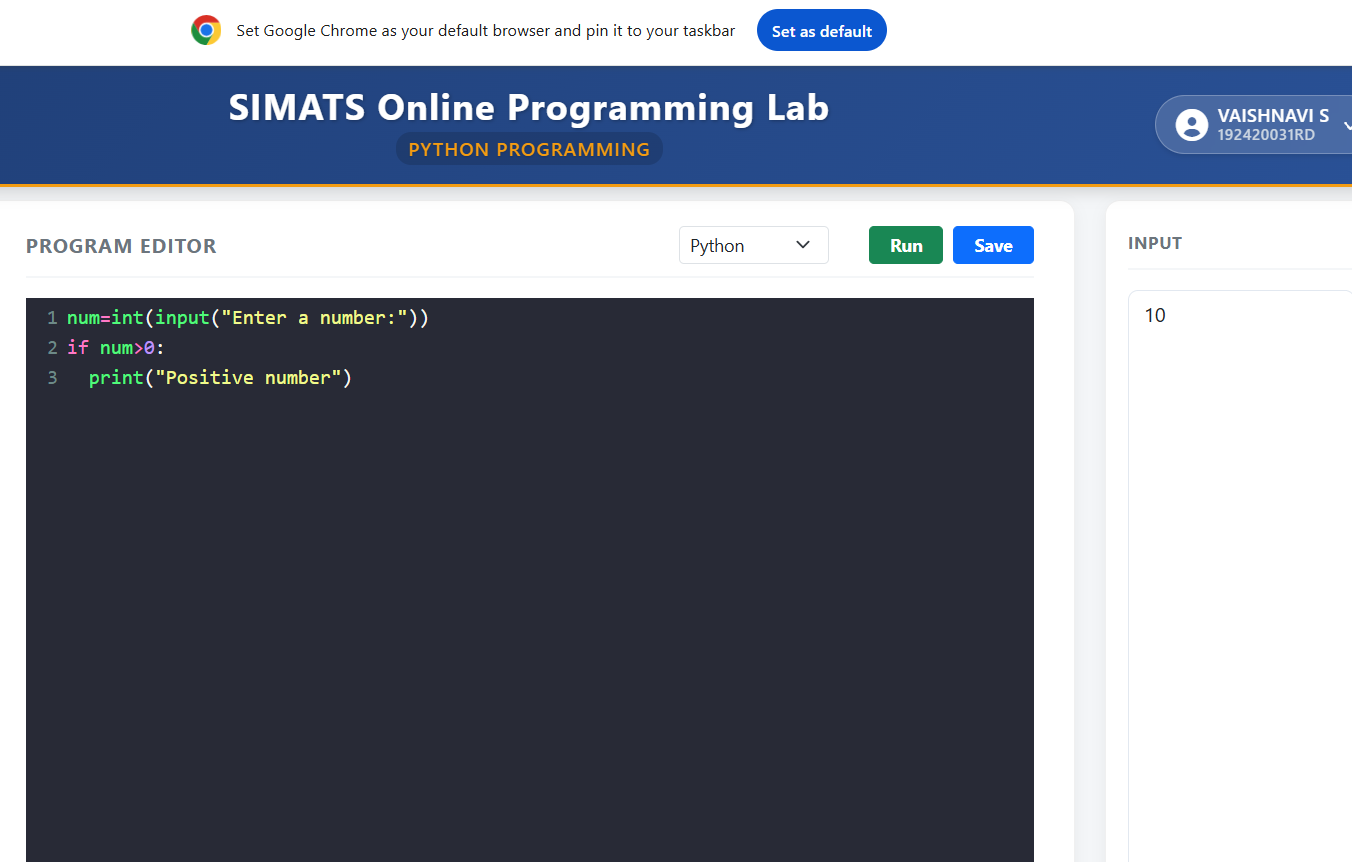 Set Google Chrome as your default browser and pin it to your taskbar Set as default
SIMATS Online Programming Lab
PYTHON PROGRAMMING
VAISHNAVI S
192420031RD
PROGRAM EDITOR Python Run Save
1 num=int(input("Enter a number:"))
2 if num>0:
3   print("Positive number")
INPUT
10